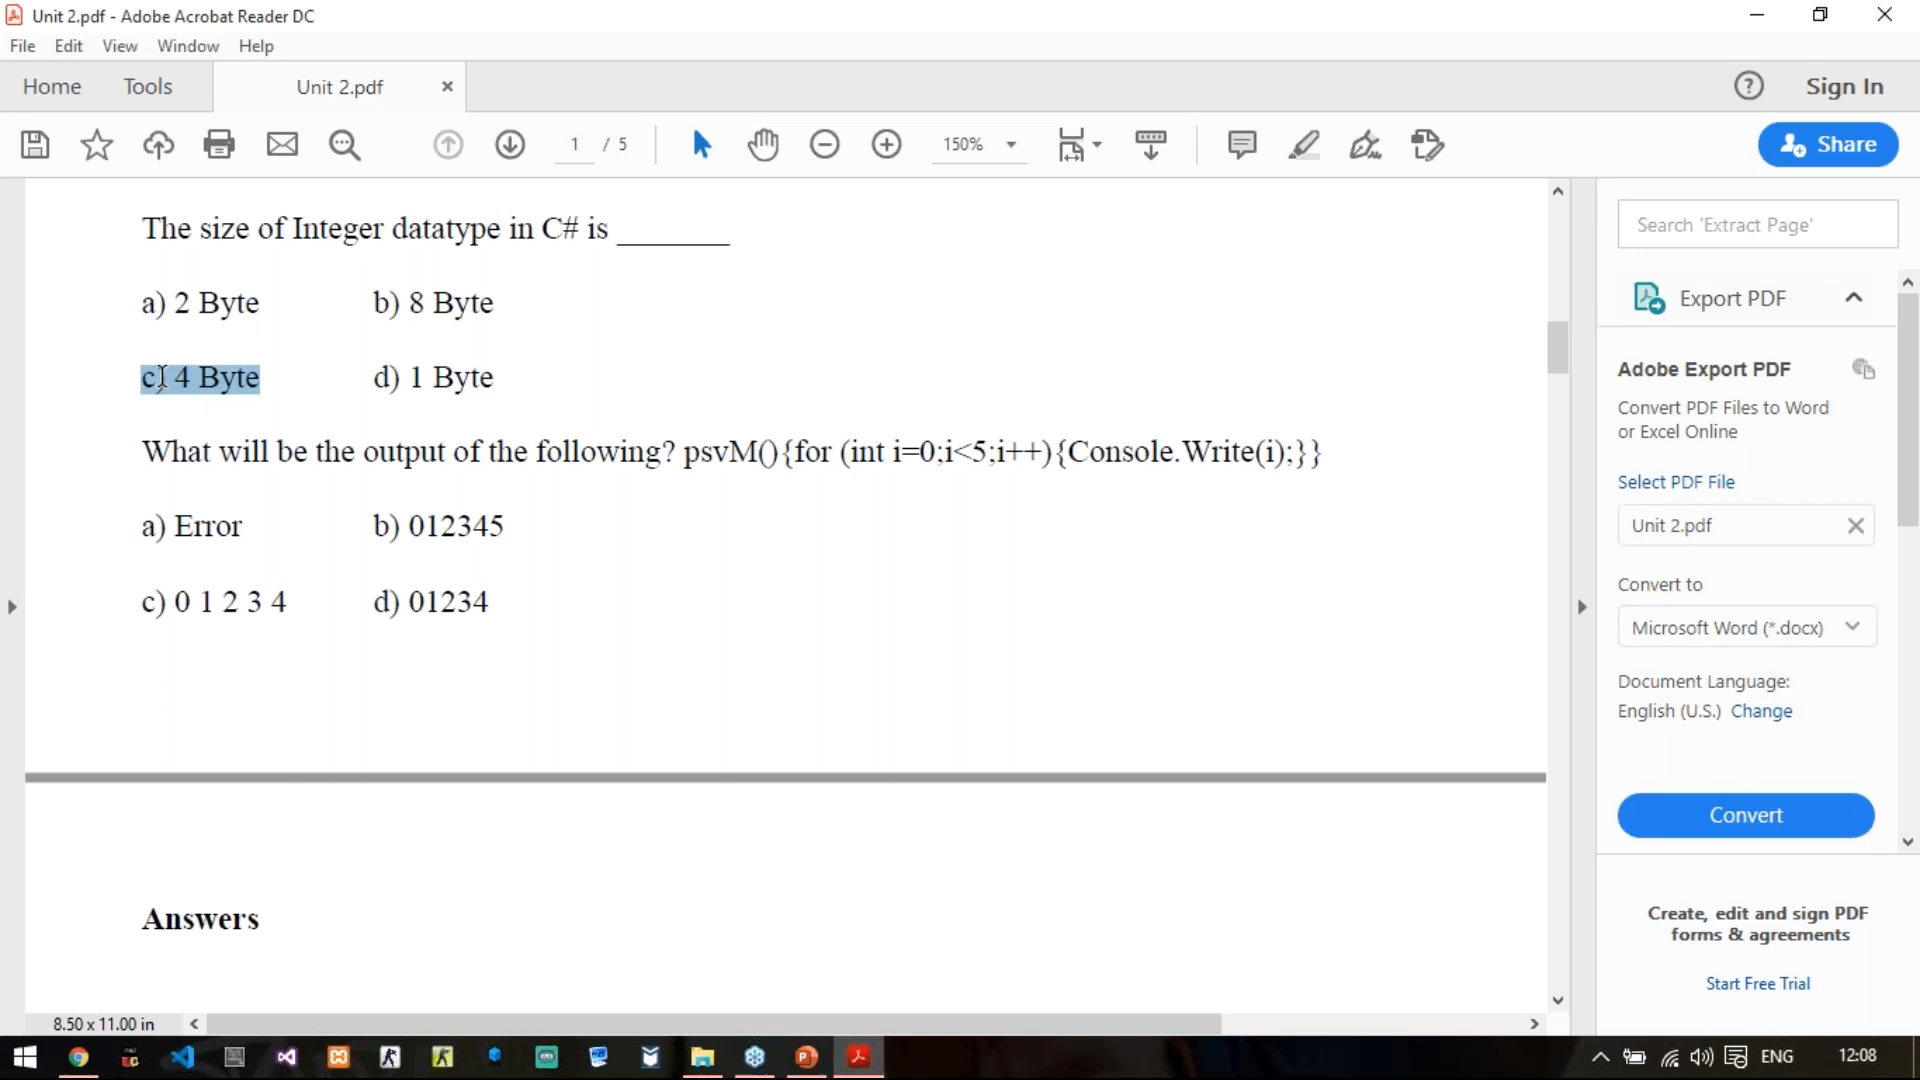 Unit 2.pdf - Adobe Acrobat Reader DC
File Edit View Window Help
Home Tools Unit 2.pdf × Sign In
1 / 5 150% Share
The size of Integer datatype in C# is _______
a) 2 Byte b) 8 Byte
c) 4 Byte d) 1 Byte
What will be the output of the following? psvM(){for (int i=0;i<5;i++){Console.Write(i);}}
a) Error b) 012345
c) 0 1 2 3 4 d) 01234
Answers
8.50 x 11.00 in
Search 'Extract Page'
Export PDF
Adobe Export PDF
Convert PDF Files to Word
or Excel Online
Select PDF File
Unit 2.pdf
Convert to
Microsoft Word (*.docx)
Document Language:
English (U.S.) Change
Convert
Create, edit and sign PDF
forms & agreements
Start Free Trial
ENG 12:08